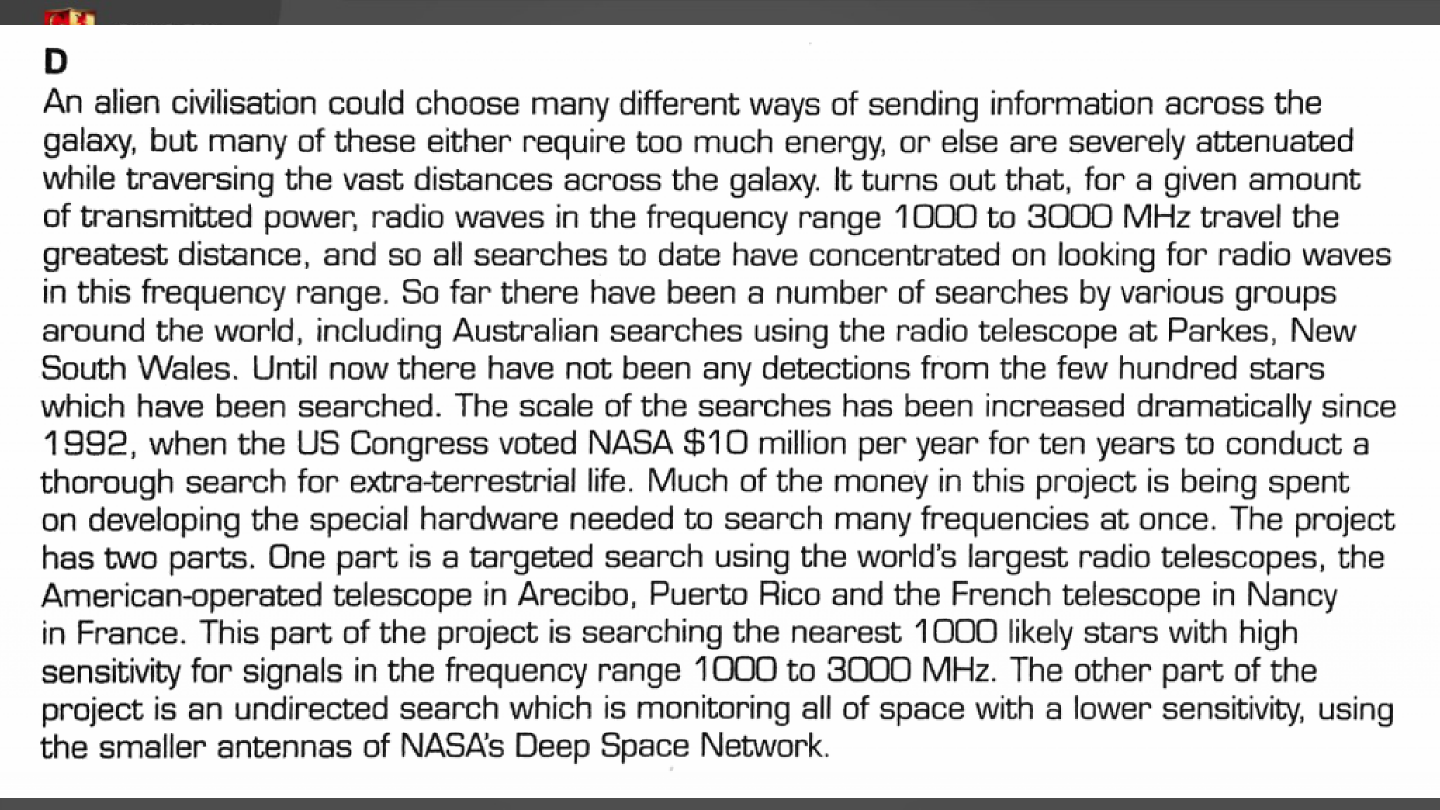 D
An alien civilisation could choose many different ways of sending information across the
galaxy, but many of these either require too much energy, or else are severely attenuated
while traversing the vast distances across the galaxy. It turns out that, for a given amount
of transmitted power, radio waves in the frequency range 1000 to 3000 MHz travel the
greatest distance, and so all searches to date have concentrated on looking for radio waves
in this frequency range. So far there have been a number of searches by various groups
around the world, including Australian searches using the radio telescope at Parkes, New
South Wales. Until now there have not been any detections from the few hundred stars
which have been searched. The scale of the searches has been increased dramatically since
1992, when the US Congress voted NASA $10 million per year for ten years to conduct a
thorough search for extra-terrestrial life. Much of the money in this project is being spent
on developing the special hardware needed to search many frequencies at once. The project
has two parts. One part is a targeted search using the world's largest radio telescopes, the
American-operated telescope in Arecibo, Puerto Rico and the French telescope in Nancy
in France. This part of the project is searching the nearest 1000 likely stars with high
sensitivity for signals in the frequency range 1000 to 3000 MHz. The other part of the
project is an undirected search which is monitoring all of space with a lower sensitivity, using
the smaller antennas of NASA's Deep Space Network.